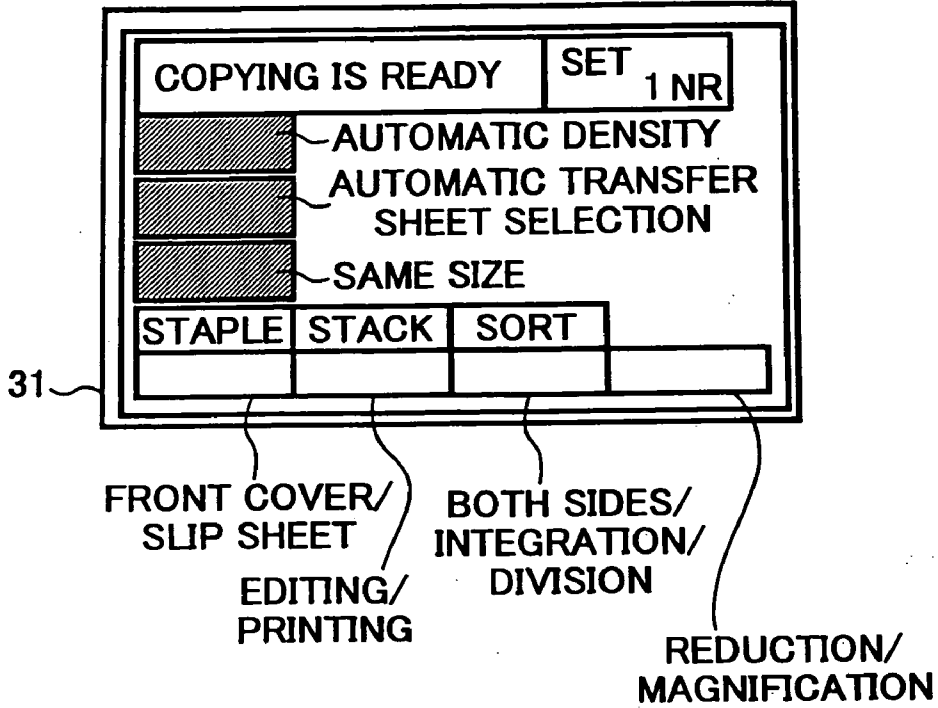 COPYING IS READY
SET
1 NR
AUTOMATIC DENSITY
AUTOMATIC TRANSFER
SHEET SELECTION
SAME SIZE
STAPLE STACK SORT
31
FRONT COVER/
SLIP SHEET
EDITING/
PRINTING
BOTH SIDES/
INTEGRATION/
DIVISION
REDUCTION/
MAGNIFICATION